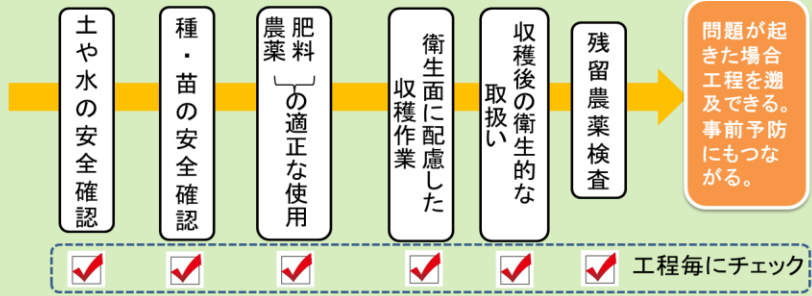 土や水の安全確認
種・苗の安全確認
肥料
農薬
の適正な使用
衛生面に配慮した
収穫作業
収穫後の衛生的な
取扱い
残留農薬検査
問題が起
きた場合
工程を遡
及できる。
事前予防
にもつな
がる。
工程毎にチェック